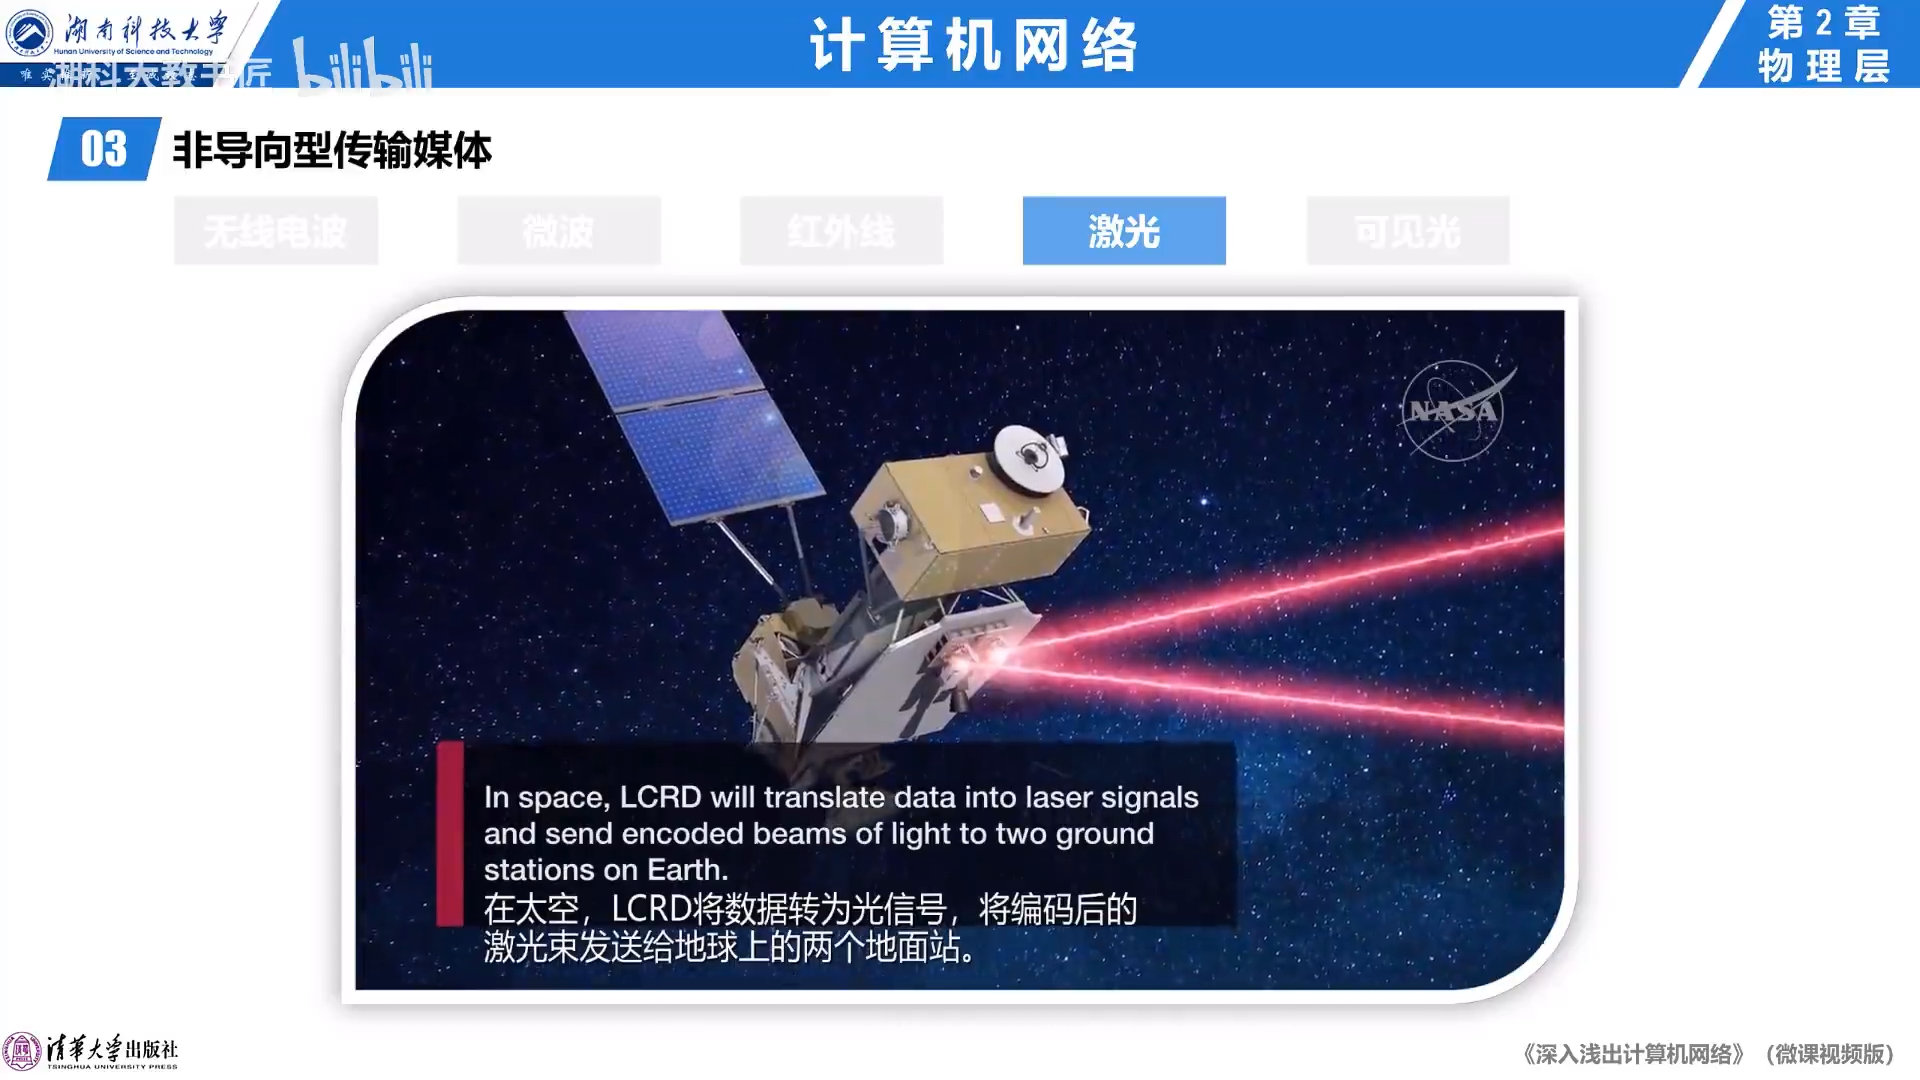 湖南科技大学
Hunan University of Science and Technology
湖科大教书匠 bilibili
计算机网络
第2章
物理层
03 非导向型传输媒体
无线电波 微波 红外线 激光 可见光
NASA
In space, LCRD will translate data into laser signals
and send encoded beams of light to two ground
stations on Earth.
在太空，LCRD将数据转为光信号，将编码后的
激光束发送给地球上的两个地面站。
清华大学出版社
TSINGHUA UNIVERSITY PRESS
《深入浅出计算机网络》（微课视频版）